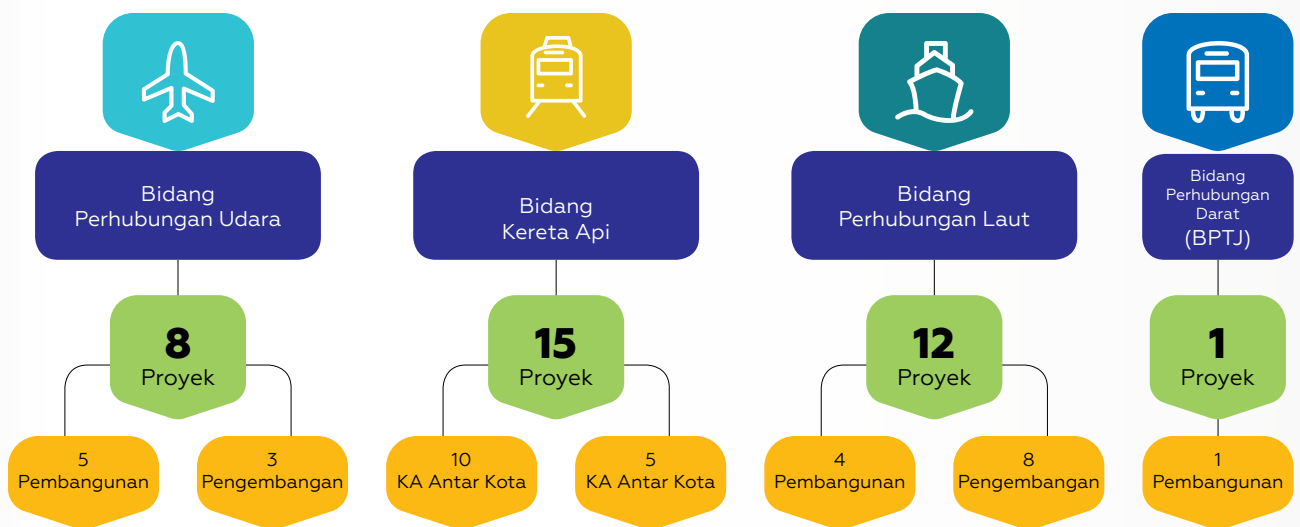 Bidang
Perhubungan Udara
8
Proyek
5
Pembangunan
3
Pengembangan
Bidang
Kereta Api
15
Proyek
10
KA Antar Kota
5
KA Antar Kota
Bidang
Perhubungan Laut
12
Proyek
4
Pembangunan
8
Pengembangan
Bidang
Perhubungan
Darat
(BPTJ)
1
Proyek
1
Pembangunan